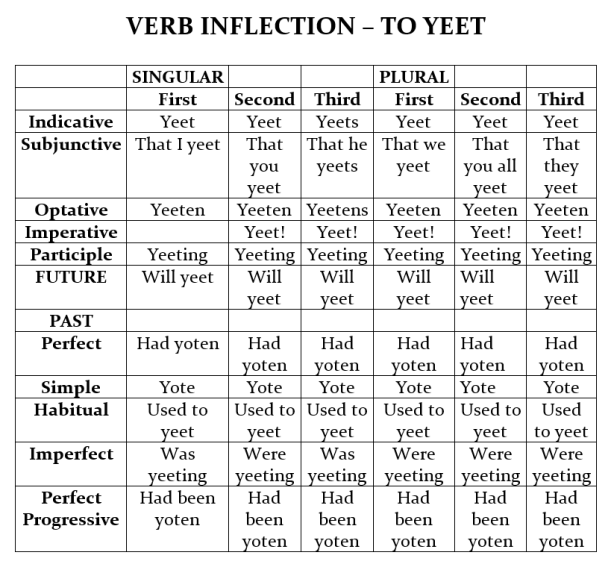 VERB INFLECTION – TO YEET
SINGULAR PLURAL
First Second Third First Second Third
Indicative Yeet Yeet Yeets Yeet Yeet Yeet
Subjunctive That I yeet That That he That we That That
you yeets yeet you all they
yeet yeet yeet
Optative Yeeten Yeeten Yeetens Yeeten Yeeten Yeeten
Imperative Yeet! Yeet! Yeet! Yeet! Yeet!
Participle Yeeting Yeeting Yeeting Yeeting Yeeting Yeeting
FUTURE Will yeet Will Will Will Will Will
yeet yeet yeet yeet yeet
PAST
Perfect Had yoten Had Had Had Had Had
yoten yoten yoten yoten yoten
Simple Yote Yote Yote Yote Yote Yote
Habitual Used to Used to Used to Used to Used to Used
yeet yeet yeet yeet yeet to yeet
Imperfect Was Were Was Were Were Were
yeeting yeeting yeeting yeeting yeeting yeeting
Perfect Had been Had Had Had Had Had
Progressive yoten been been been been been
yoten yoten yoten yoten yoten